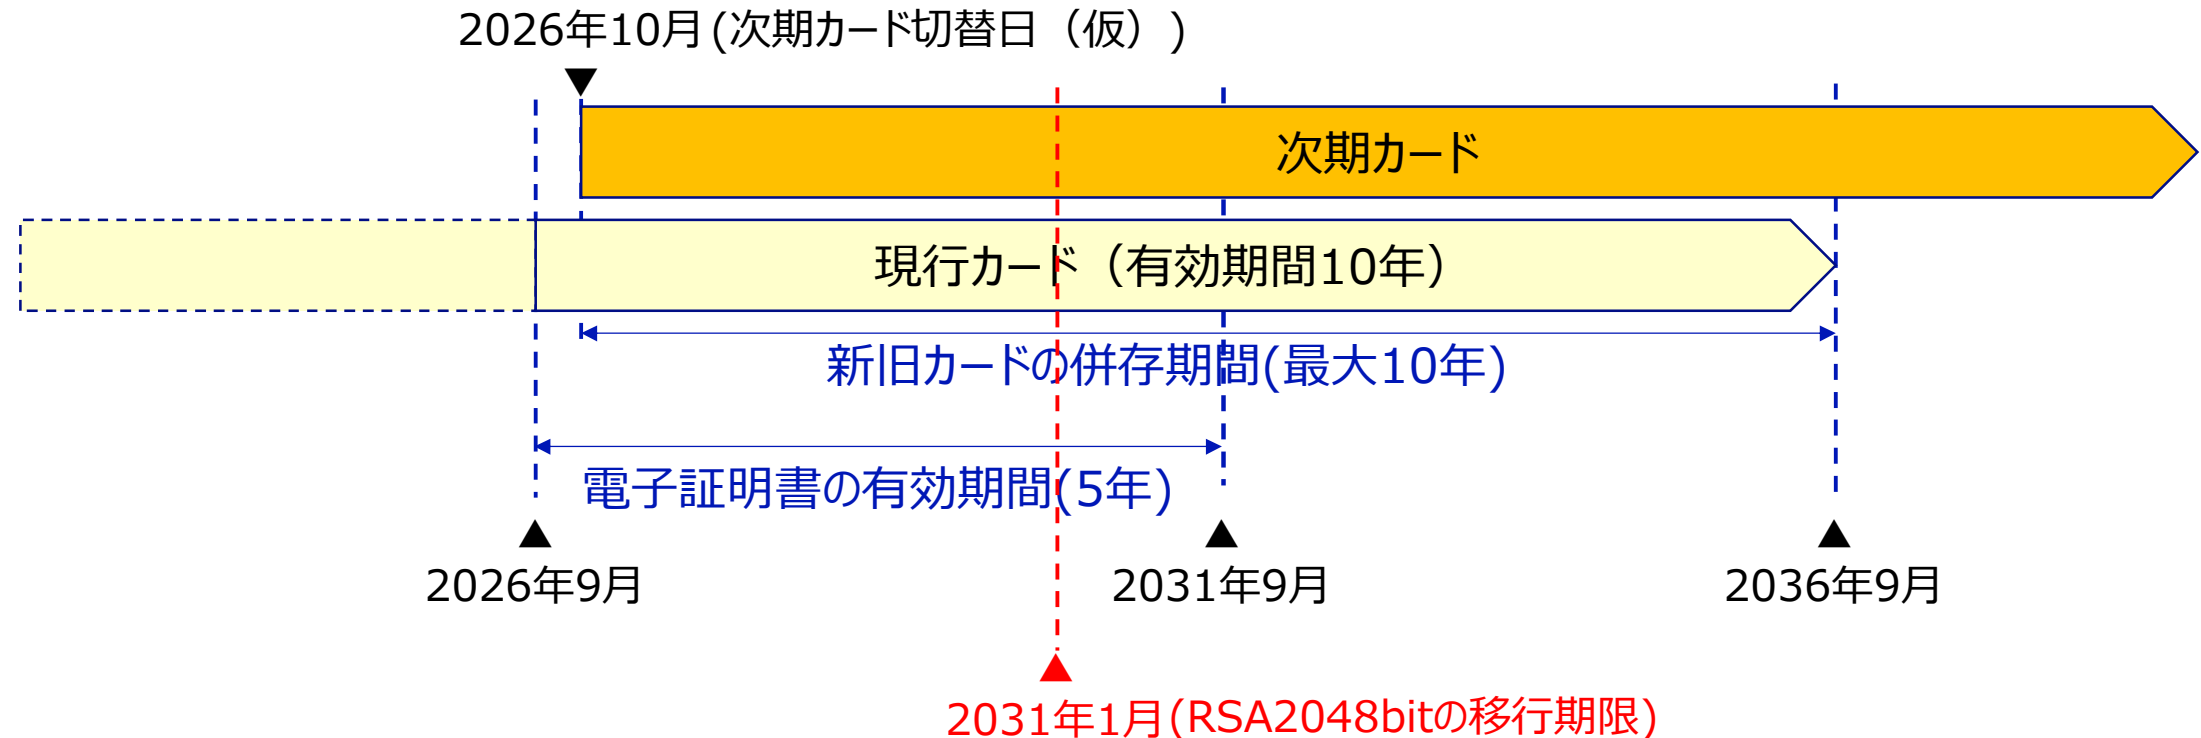 2026年10月(次期カード切替日（仮）)
次期カード
現行カード（有効期間10年）
新旧カードの併存期間(最大10年)
電子証明書の有効期間(5年)
2026年9月
2031年9月
2036年9月
2031年1月(RSA2048bitの移行期限)